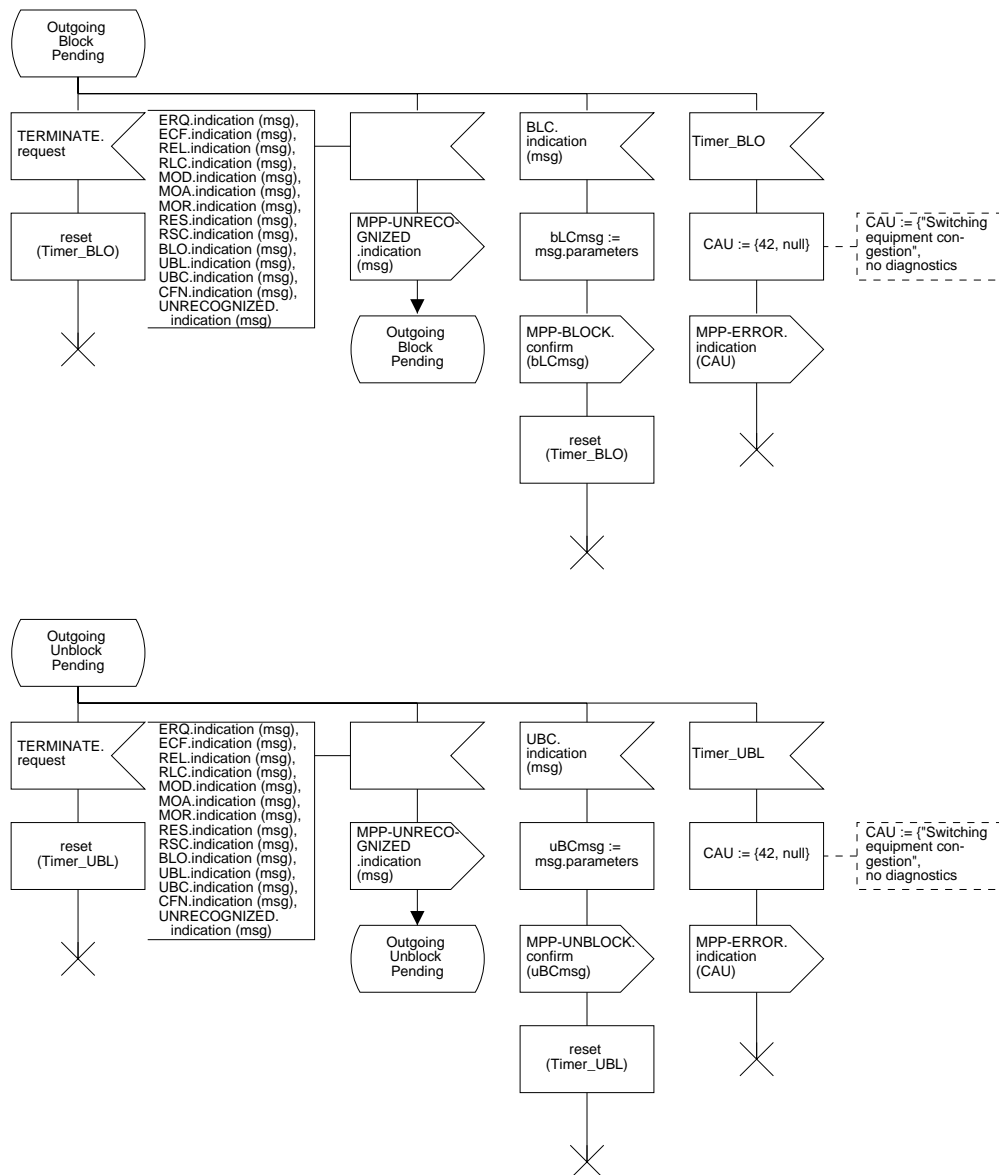 Outgoing
Block
Pending
TERMINATE.
request
ERQ.indication (msg),
ECF.indication (msg),
REL.indication (msg),
RLC.indication (msg),
MOD.indication (msg),
MOA.indication (msg),
MOR.indication (msg),
RES.indication (msg),
RSC.indication (msg),
BLO.indication (msg),
UBL.indication (msg),
UBC.indication (msg),
CFN.indication (msg),
UNRECOGNIZED.
indication (msg)
BLC.
indication
(msg)
Timer_BLO
reset
(Timer_BLO)
MPP-UNRECO-
GNIZED
.indication
(msg)
bLCmsg :=
msg.parameters
CAU := {42, null}
CAU := {"Switching
equipment con-
gestion",
no diagnostics
Outgoing
Block
Pending
MPP-BLOCK.
confirm
(bLCmsg)
MPP-ERROR.
indication
(CAU)
reset
(Timer_BLO)
Outgoing
Unblock
Pending
TERMINATE.
request
ERQ.indication (msg),
ECF.indication (msg),
REL.indication (msg),
RLC.indication (msg),
MOD.indication (msg),
MOA.indication (msg),
MOR.indication (msg),
RES.indication (msg),
RSC.indication (msg),
BLO.indication (msg),
UBL.indication (msg),
UBC.indication (msg),
CFN.indication (msg),
UNRECOGNIZED.
indication (msg)
UBC.
indication
(msg)
Timer_UBL
reset
(Timer_UBL)
MPP-UNRECO-
GNIZED
.indication
(msg)
uBCmsg :=
msg.parameters
CAU := {42, null}
CAU := {"Switching
equipment con-
gestion",
no diagnostics
Outgoing
Unblock
Pending
MPP-UNBLOCK.
confirm
(uBCmsg)
MPP-ERROR.
indication
(CAU)
reset
(Timer_UBL)